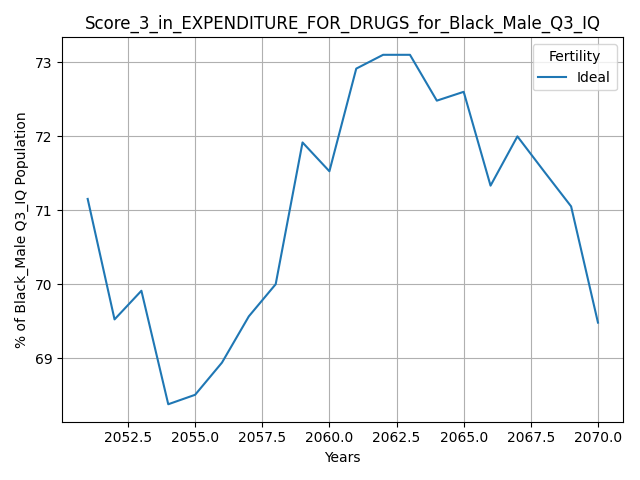 Score_3_in_EXPENDITURE_FOR_DRUGS_for_Black_Male_Q3_IQ
Fertility
Ideal
% of Black_Male Q3_IQ Population
73
72
71
70
69
2052.5 2055.0 2057.5 2060.0 2062.5 2065.0 2067.5 2070.0
Years